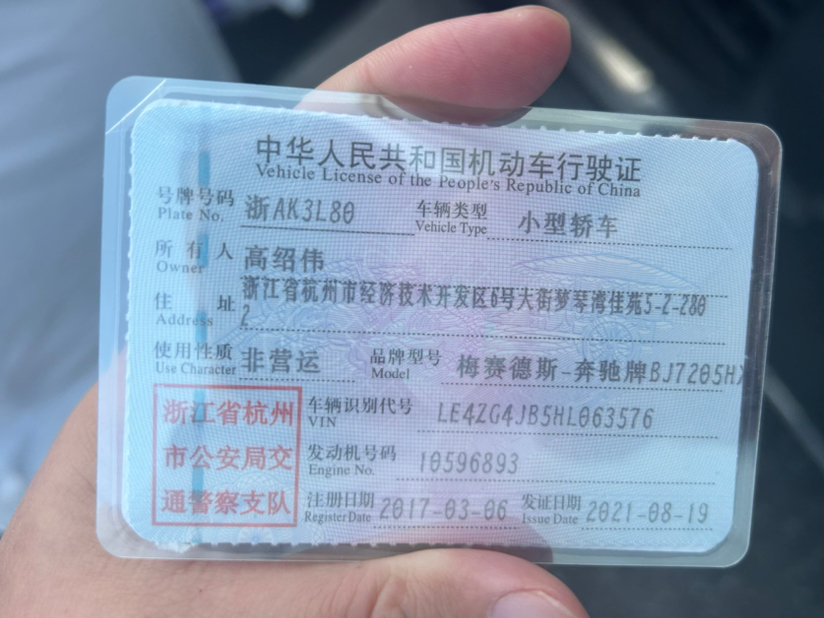 中华人民共和国机动车行驶证
Vehicle License of the People's Republic of China
号牌号码 浙AK3L80 车辆类型 小型轿车
Plate No. Vehicle Type
所有人 高绍伟
Owner
住址 浙江省杭州市经济技术开发区6号大街梦琴湾佳苑5-2-280
Address 2
使用性质 非营运 品牌型号 梅赛德斯-奔驰牌BJ7205H
Use Character Model
浙江省杭州 车辆识别代号 LE4ZG4JB5HL063576
VIN
市公安局交 发动机号码 10596893
Engine No.
通警察支队 注册日期 2017-03-06 发证日期 2021-08-19
Register Date Issue Date